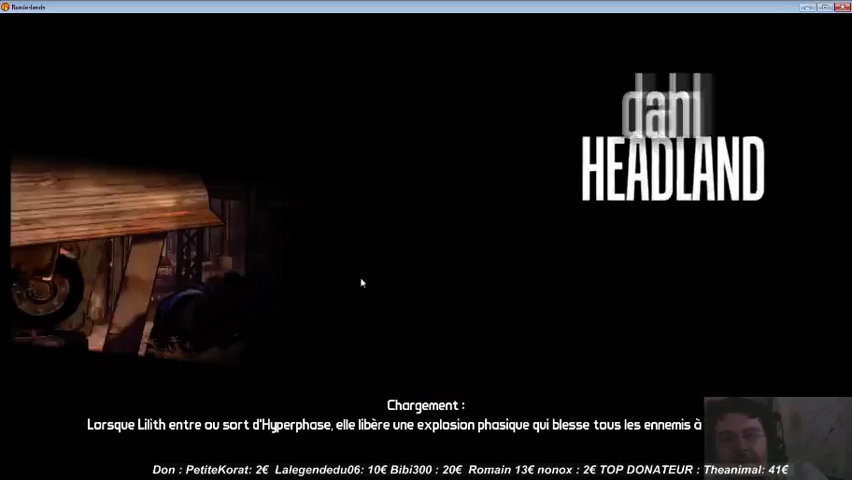 Borderlands
dahl
HEADLAND
Chargement :
Lorsque Lilith entre ou sort d'Hyperphase, elle libère une explosion phasique qui blesse tous les ennemis à
Don : PetiteKorat: 2€ Lalegendedu06: 10€ Bibi300 : 20€ Romain 13€ nonox : 2€ TOP DONATEUR : Theanimal: 41€